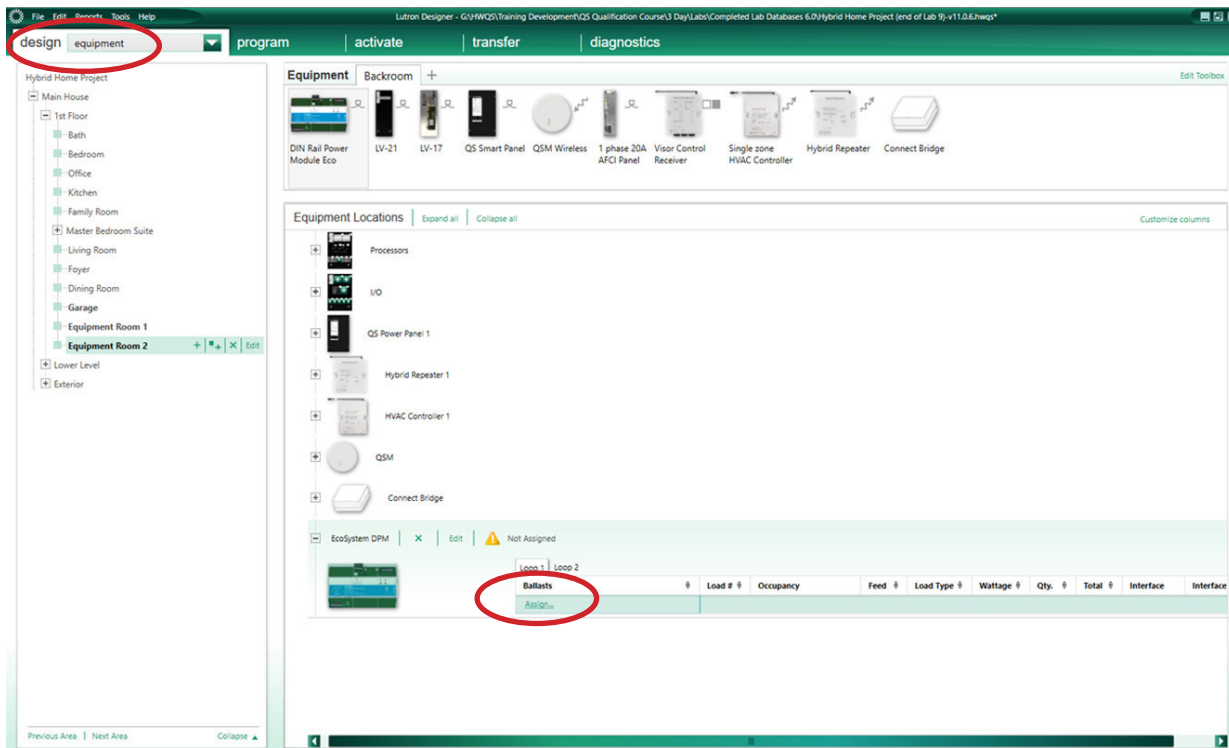 File Edit Reports Tools Help
Lutron Designer - G:\HWQS\Training Development\QS Qualification Course\3 Day\Labs\Completed Lab Databases 6.0\Hybrid Home Project (end of Lab 9)-v11.0.6.hwqs*
design equipment program activate transfer diagnostics
Hybrid Home Project
Main House
1st Floor
Bath
Bedroom
Office
Kitchen
Family Room
Master Bedroom Suite
Living Room
Foyer
Dining Room
Garage
Equipment Room 1
Equipment Room 2 Edit
Lower Level
Exterior
Previous Area | Next Area Collapse
Equipment Backroom + Edit Toolbox
DIN Rail Power Module Eco
LV-21
LV-17
QS Smart Panel
QSM Wireless
1 phase 20A AFCI Panel
Visor Control Receiver
Single zone HVAC Controller
Hybrid Repeater
Connect Bridge
Equipment Locations Expand all Collapse all Customize columns
Processors
I/O
QS Power Panel 1
Hybrid Repeater 1
HVAC Controller 1
QSM
Connect Bridge
EcoSystem DPM Edit Not Assigned
Loop 1 Loop 2
Ballasts Load # Occupancy Feed Load Type Wattage Qty. Total Interface Interface
Assign...